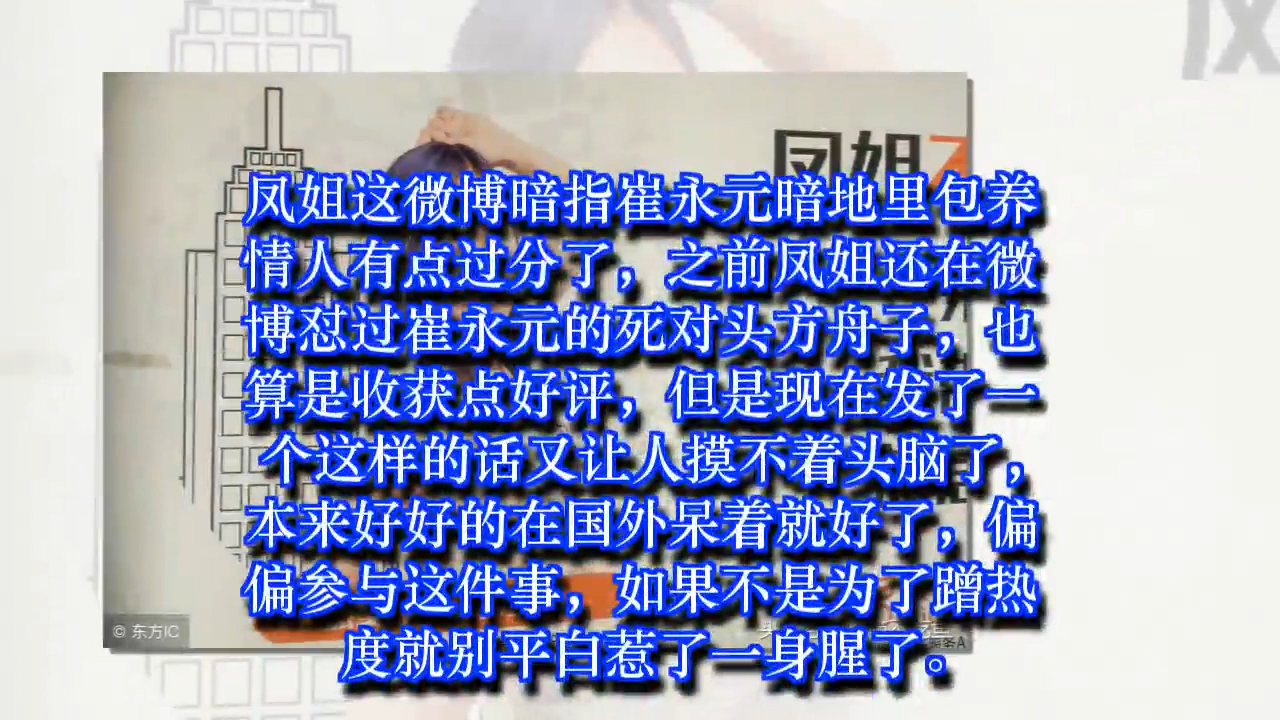 凤姐
凤姐这微博暗指崔永元暗地里包养
情人有点过分了，之前凤姐还在微
博怼过崔永元的死对头方舟子，也
算是收获点好评，但是现在发了一
个这样的话又让人摸不着头脑了，
本来好好的在国外呆着就好了，偏
偏参与这件事，如果不是为了蹭热
度就别平白惹了一身腥了。
© 东方IC